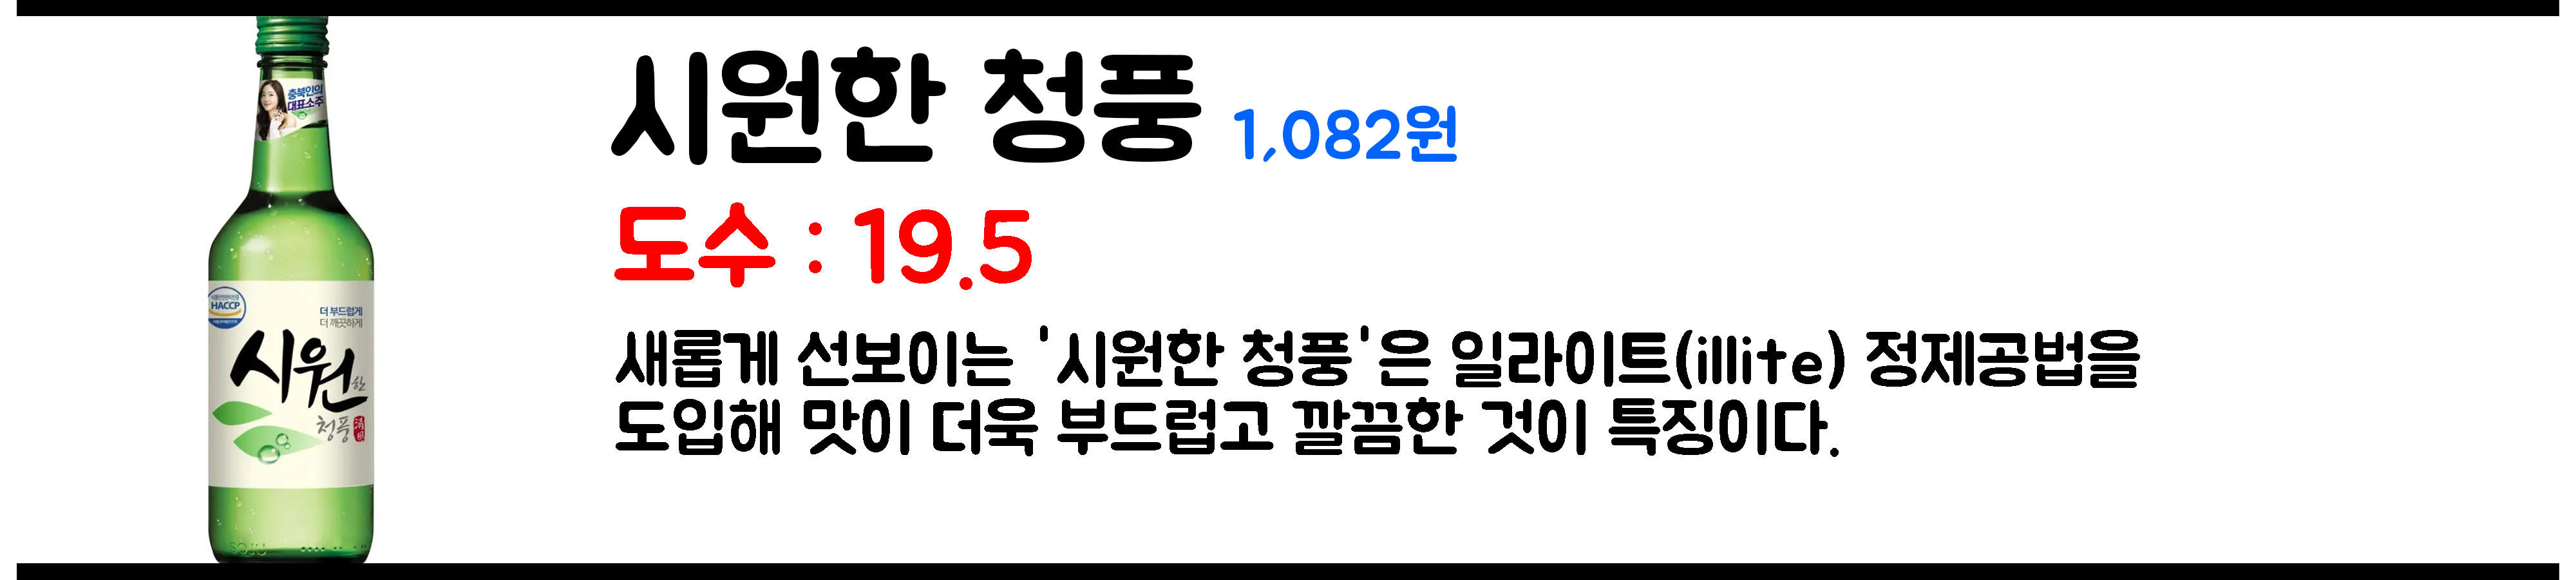 시원한 청풍 1,082원
도수 : 19.5
새롭게 선보이는 '시원한 청풍'은 일라이트(illite) 정제공법을
도입해 맛이 더욱 부드럽고 깔끔한 것이 특징이다.
충북인의
대표소주
HACCP
더 부드럽게
더 깨끗하게
시원한
청풍
SOJU